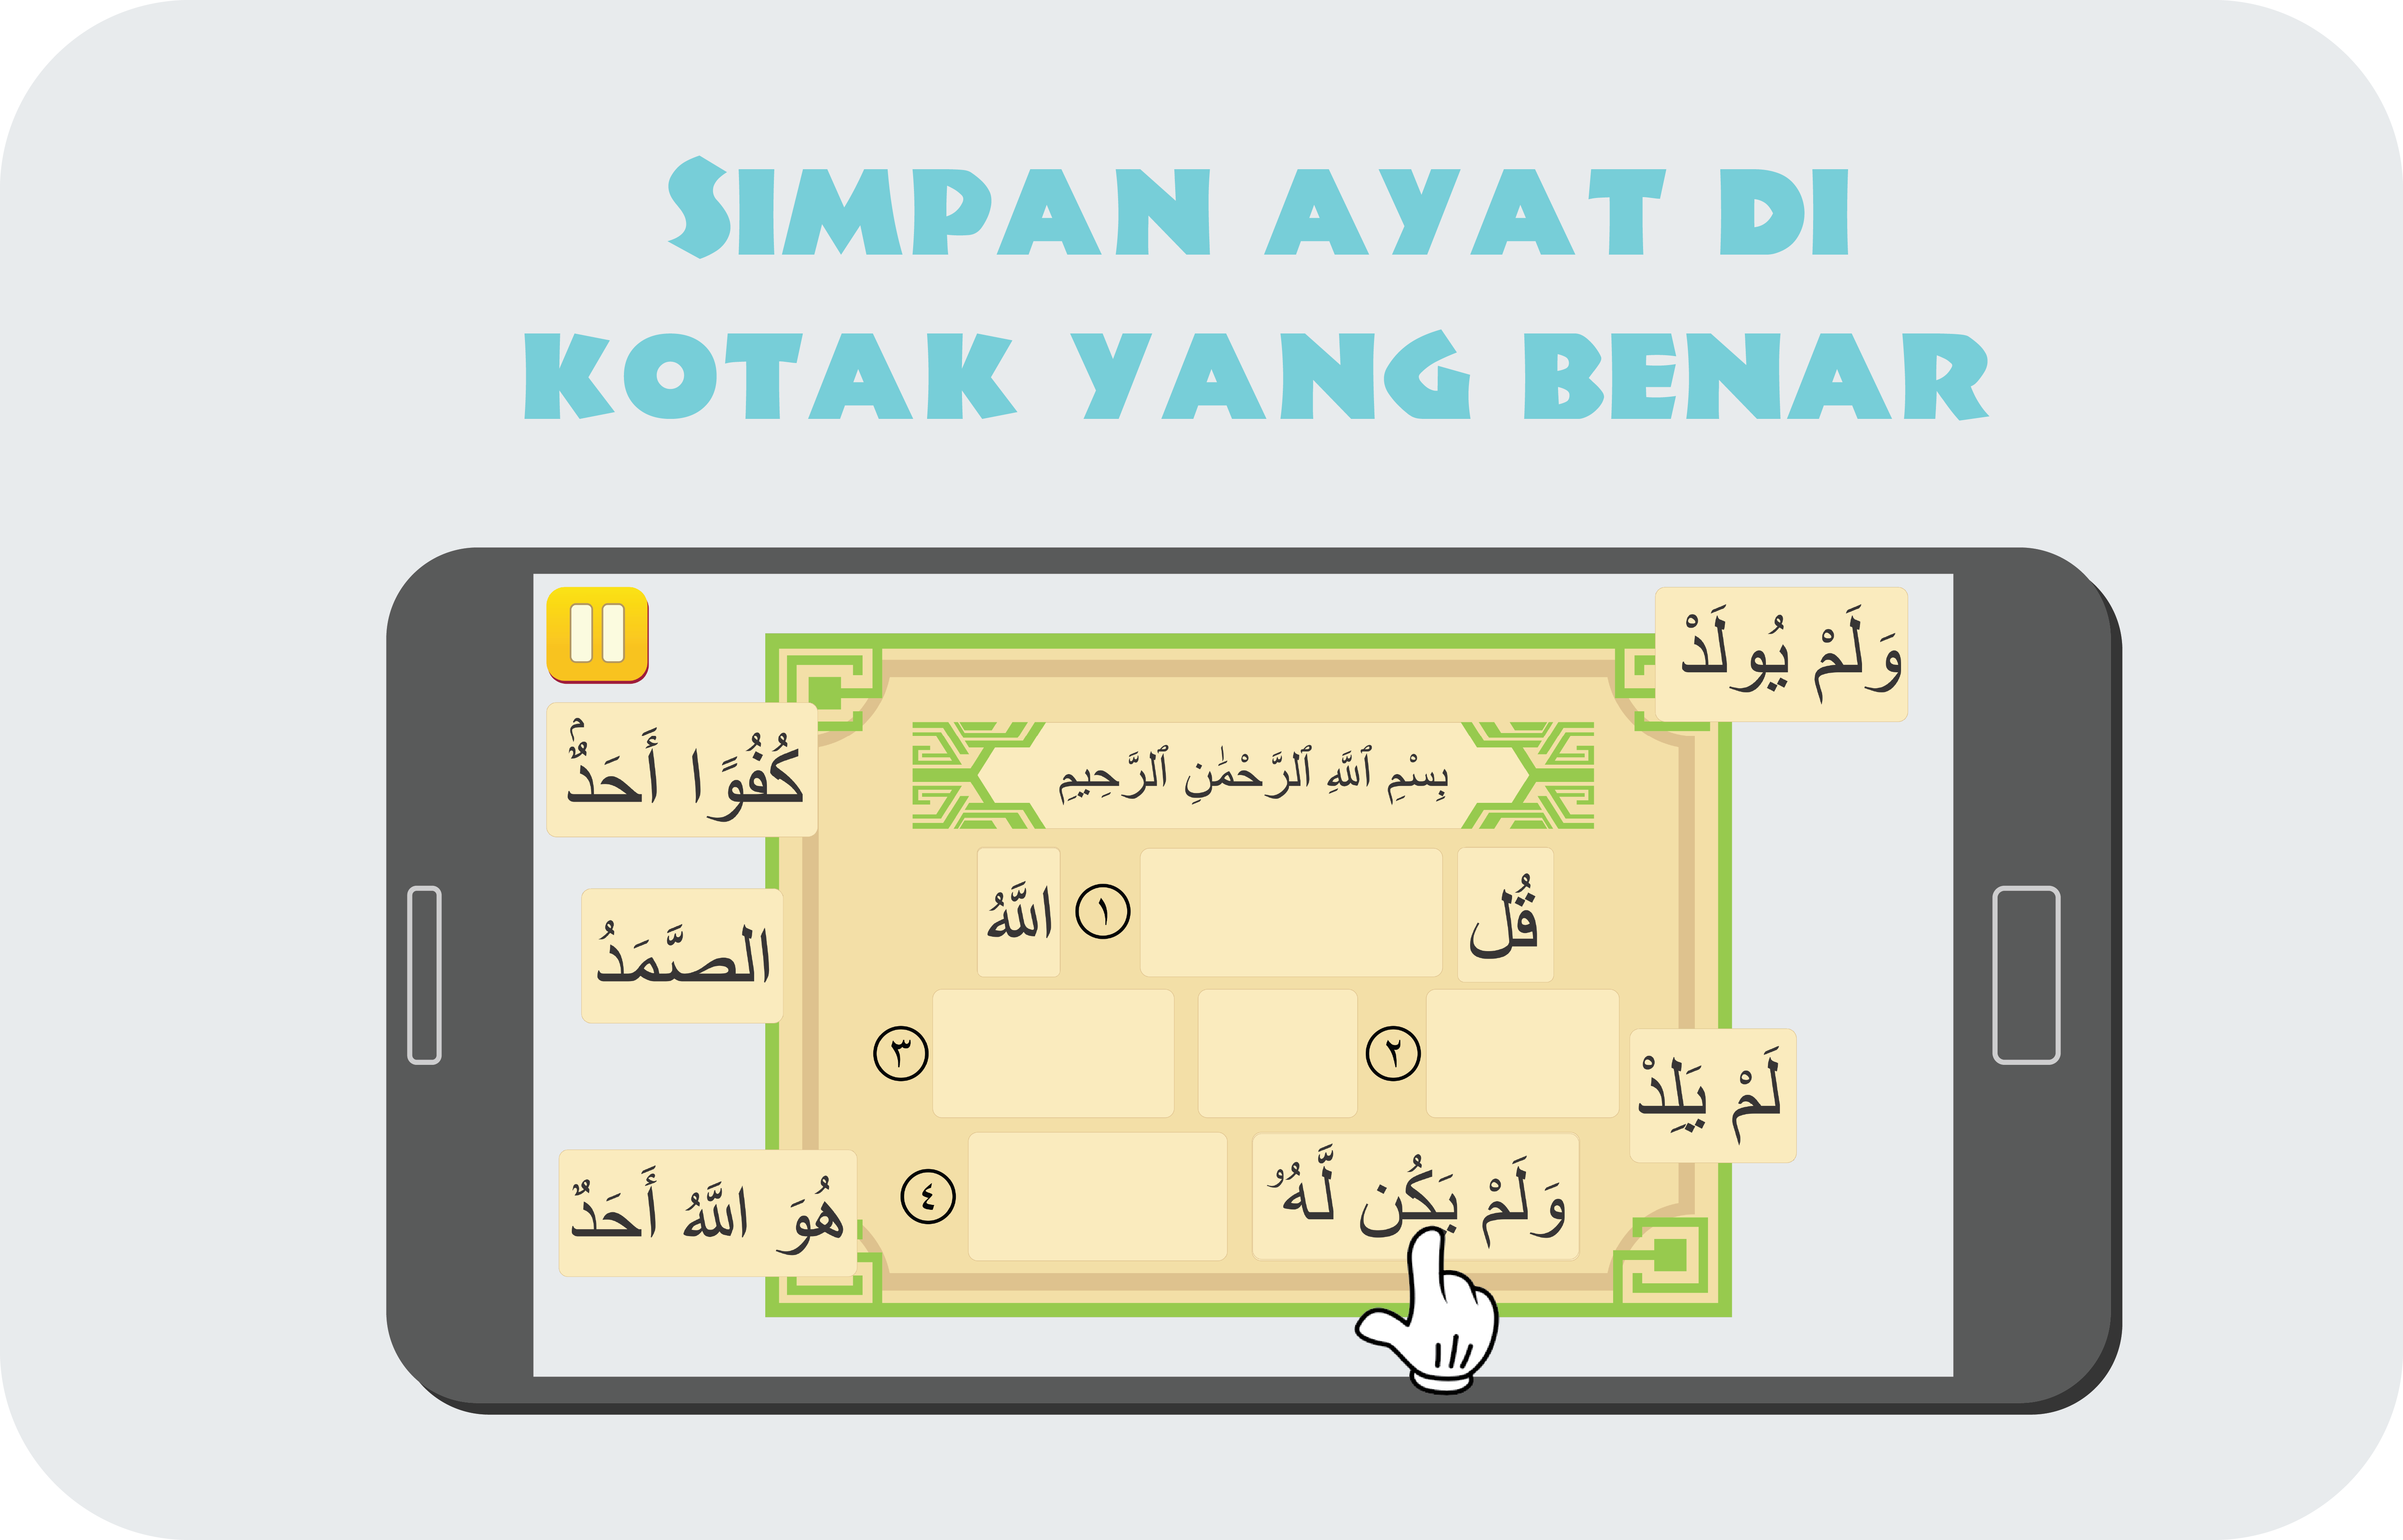 SIMPAN AYAT DI
KOTAK YANG BENAR
وَلَمْ يُولَدْ
كُفُوًا أَحَدٌۢ
بِسْمِ ٱللَّهِ ٱلرَّحْمَٰنِ ٱلرَّحِيمِ
قُلْ ١ اللَّهُ
الصَّمَدُ
٢ ٣
لَمْ يَلِدْ
هُوَ اللَّهُ أَحَدٌ
وَلَمْ يَكُن لَّهُۥ ٤